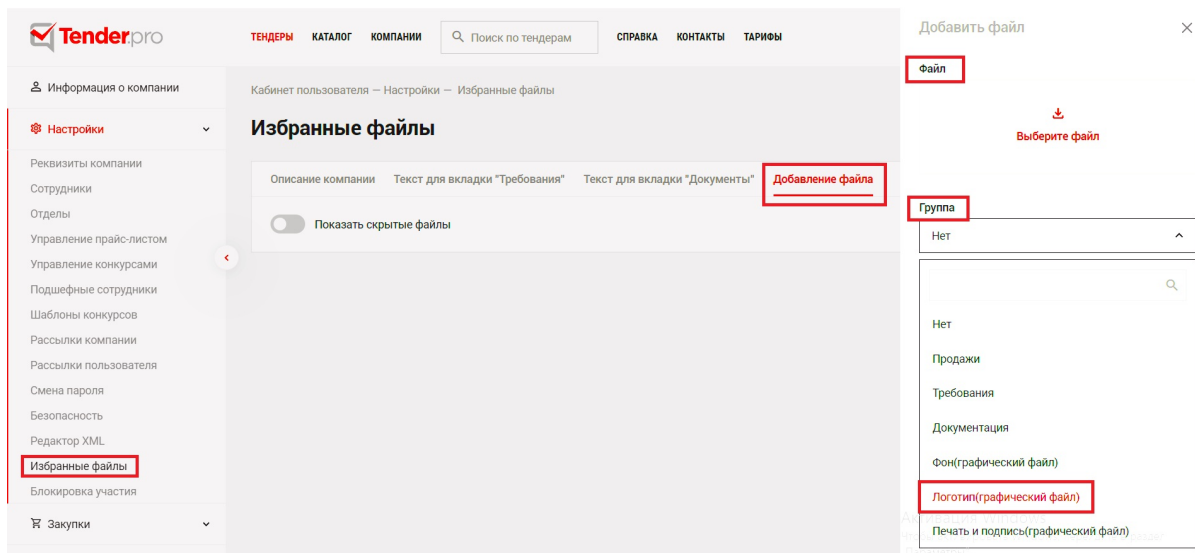 Tender.pro
ТЕНДЕРЫ КАТАЛОГ КОМПАНИИ Поиск по тендерам СПРАВКА КОНТАКТЫ ТАРИФЫ
Информация о компании
Настройки
Реквизиты компании
Сотрудники
Отделы
Управление прайс-листом
Управление конкурсами
Подшефные сотрудники
Шаблоны конкурсов
Рассылки компании
Рассылки пользователя
Смена пароля
Безопасность
Редактор XML
Избранные файлы
Блокировка участия
Закупки
Кабинет пользователя — Настройки — Избранные файлы
Избранные файлы
Описание компании Текст для вкладки "Требования" Текст для вкладки "Документы" Добавление файла
Показать скрытые файлы
Добавить файл
Файл
Выберите файл
Группа
Нет
Нет
Продажи
Требования
Документация
Фон(графический файл)
Логотип(графический файл)
Активация Windows
Печать и подпись(графический файл)